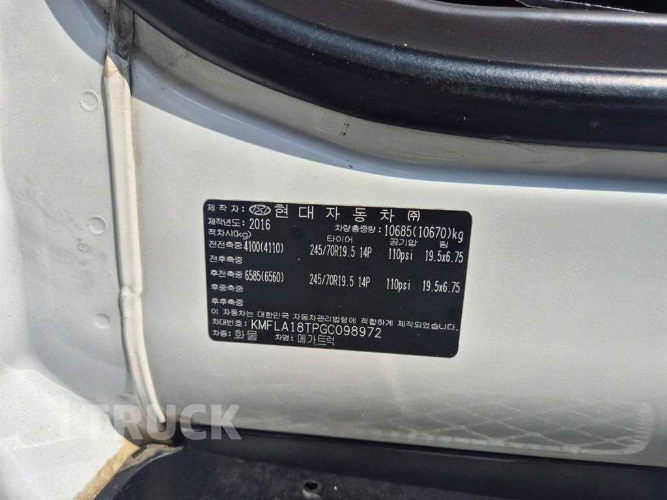 제 작 자: 현 대 자 동 차 ㈜
제작년도: 2016 차량총중량: 10685(10670)kg
적차시(kg) 타이어 공기압 림
전전축중 4100(4110) 245/70R19.5 14P 110psi 19.5x6.75
전후축중
후전축중 6585(6560) 245/70R19.5 14P 110psi 19.5x6.75
후중축중
후후축중
이 자동차는 대한민국 자동차관리법령에 적합하게 제작되었습니다
차대번호: KMFLA18TPGC098972
차종: 화물 차명: 메가트럭
1TRUCK